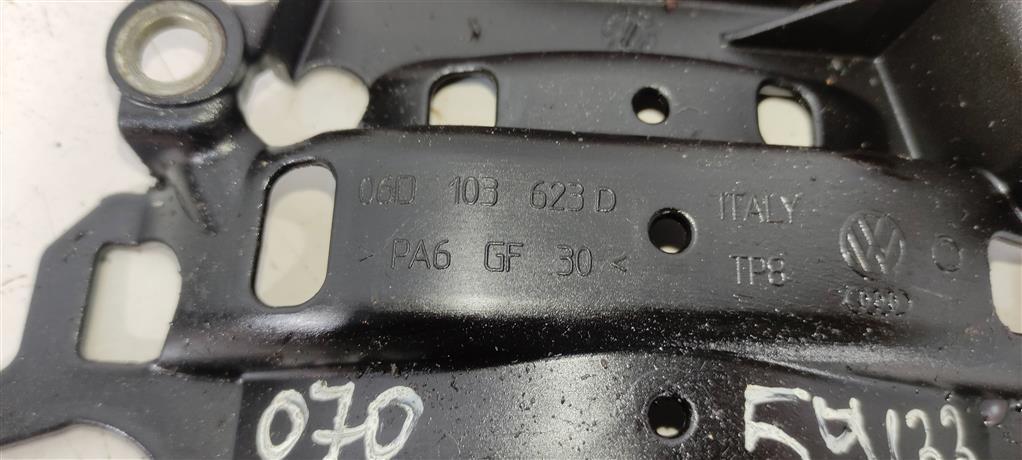 06D 103 623 D ITALY
> PA6 GF 30 < TP8
070